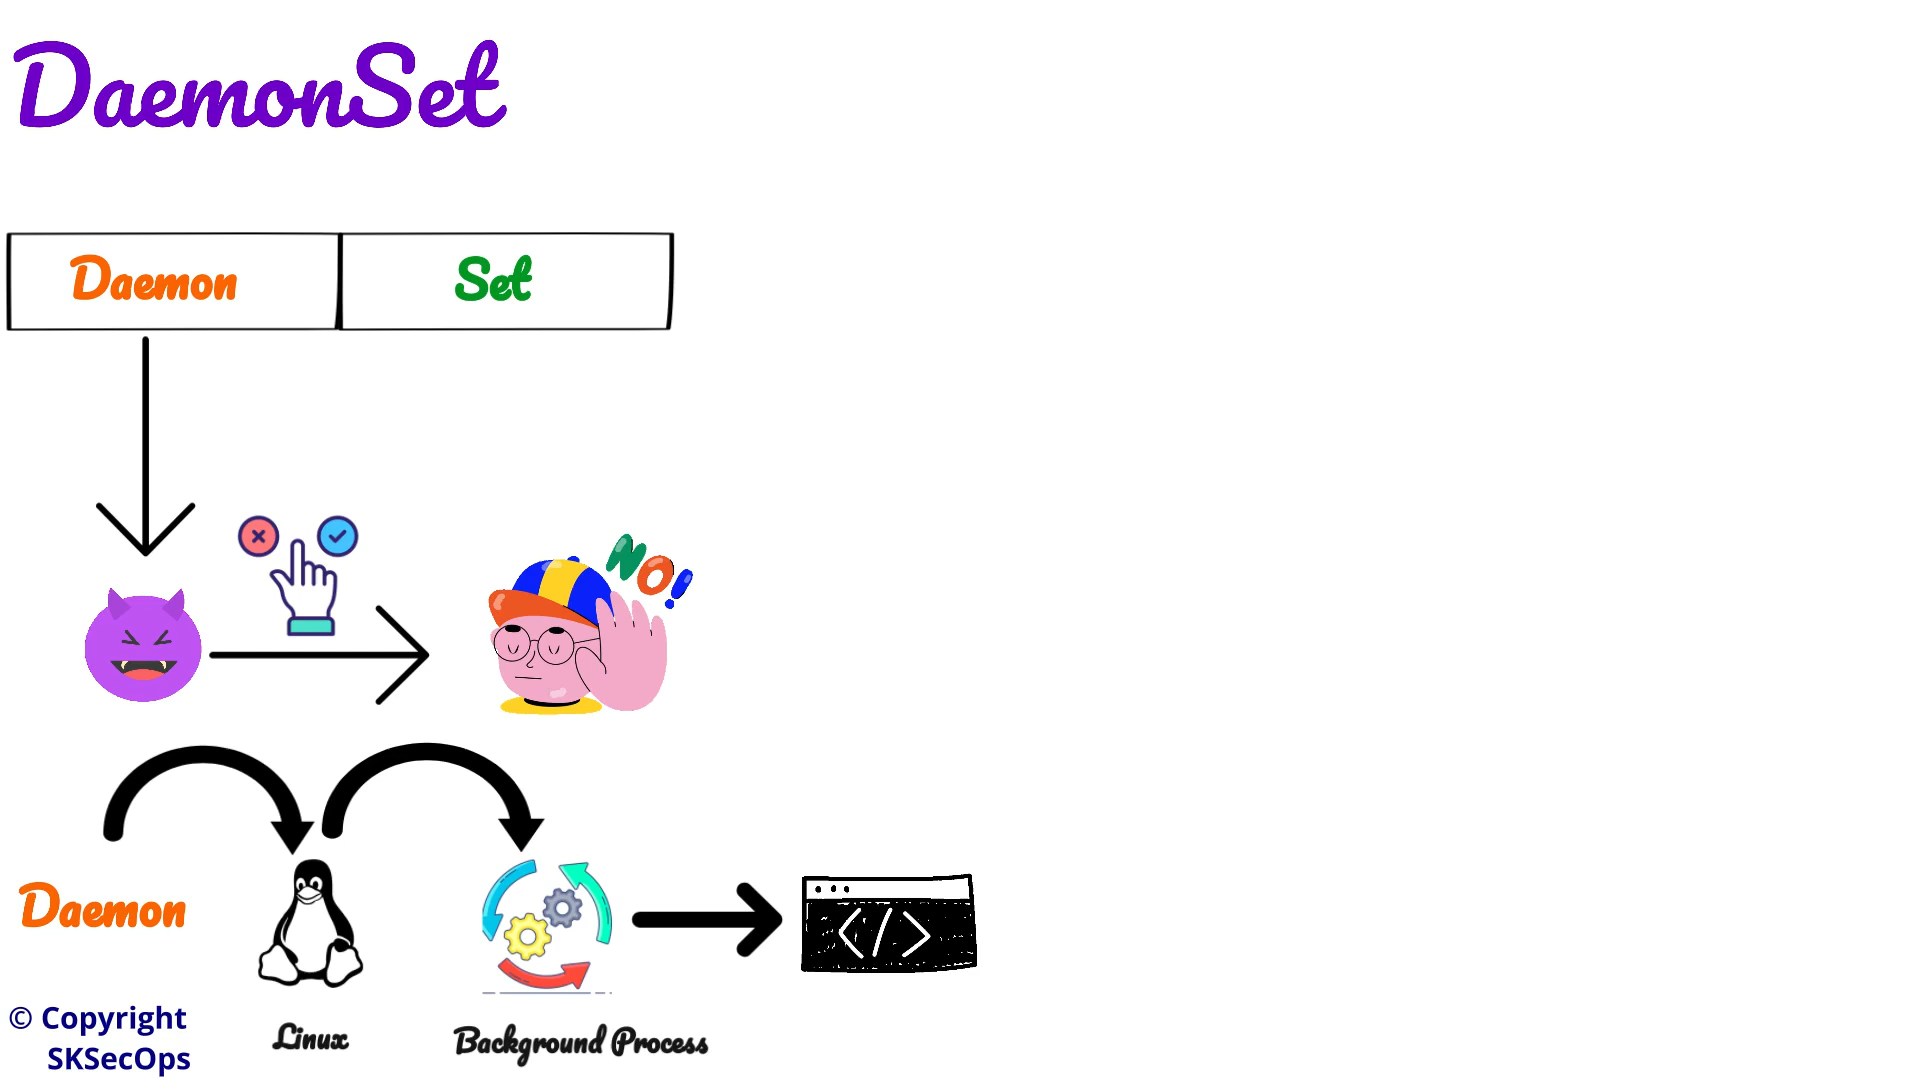 DaemonSet
Daemon Set
NO!
Daemon
</>
Linux
Background Process
© Copyright
SKSecOps